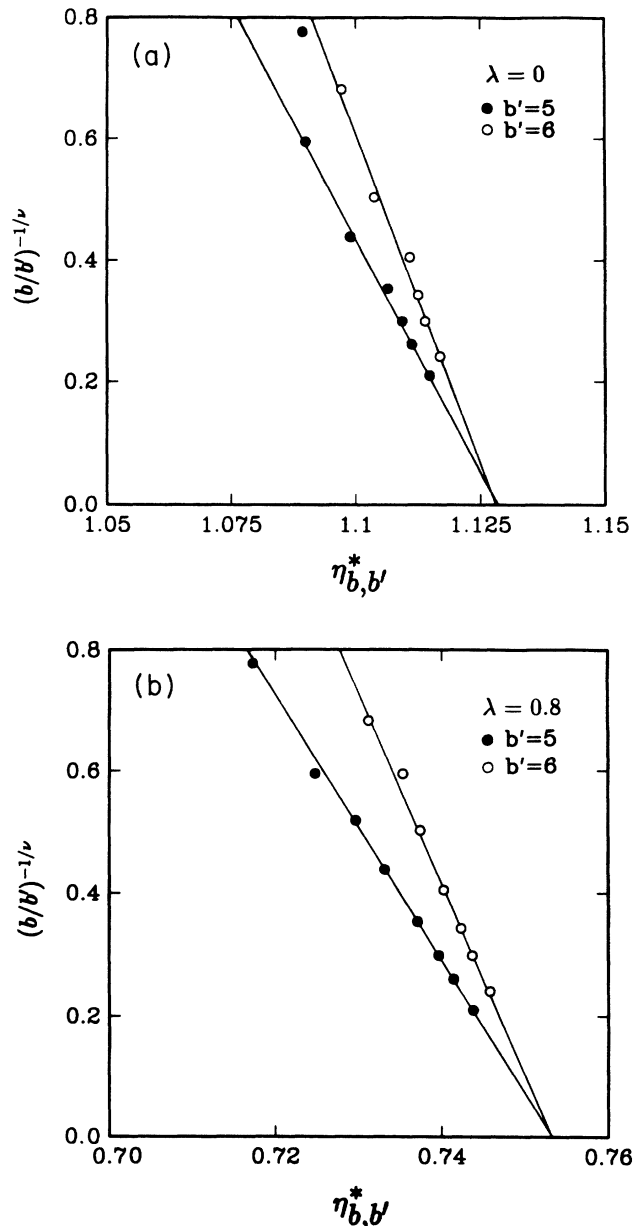 (a)
λ = 0
● b'=5
○ b'=6
0.8
0.6
0.4
0.2
0.0
(b/b')^{-1/ν}
1.05 1.075 1.1 1.125 1.15
η*_{b,b'}
(b)
λ = 0.8
● b'=5
○ b'=6
0.8
0.6
0.4
0.2
0.0
(b/b')^{-1/ν}
0.70 0.72 0.74 0.76
η*_{b,b'}